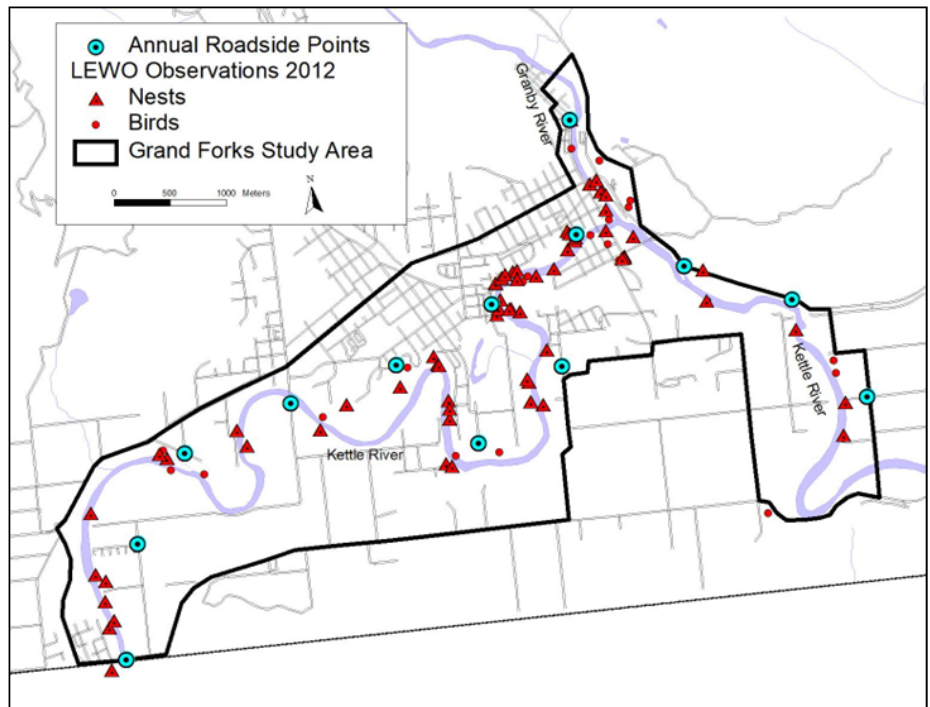 Annual Roadside Points
LEWO Observations 2012
Nests
Birds
Grand Forks Study Area
0 500 1000 Meters
N
Granby River
Kettle River
Kettle River